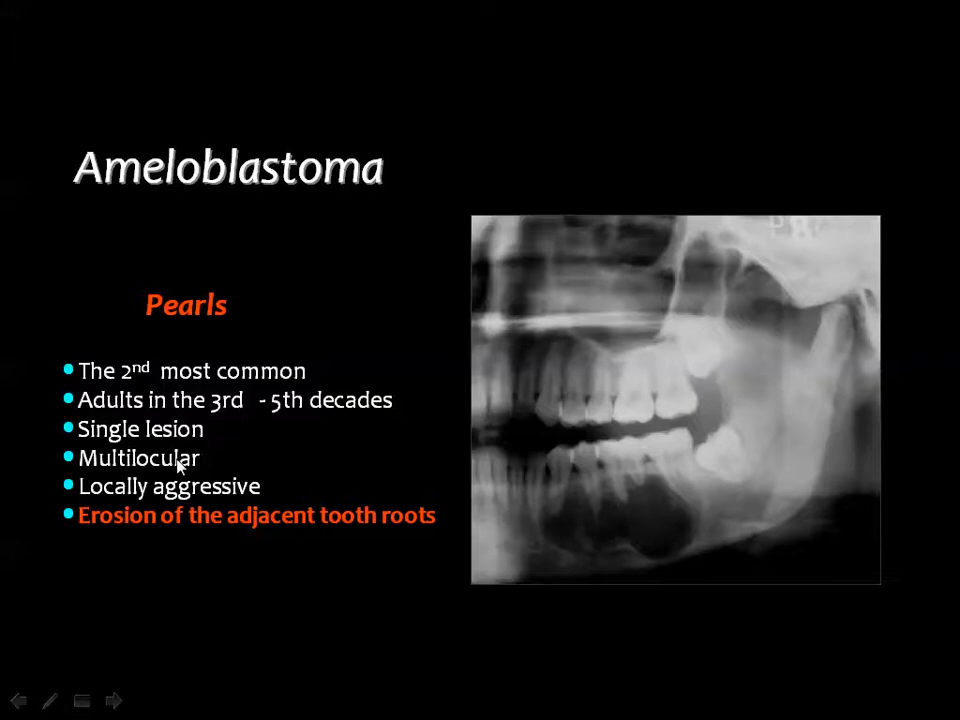 Ameloblastoma
Pearls
The 2nd most common
Adults in the 3rd - 5th decades
Single lesion
Multilocular
Locally aggressive
Erosion of the adjacent tooth roots